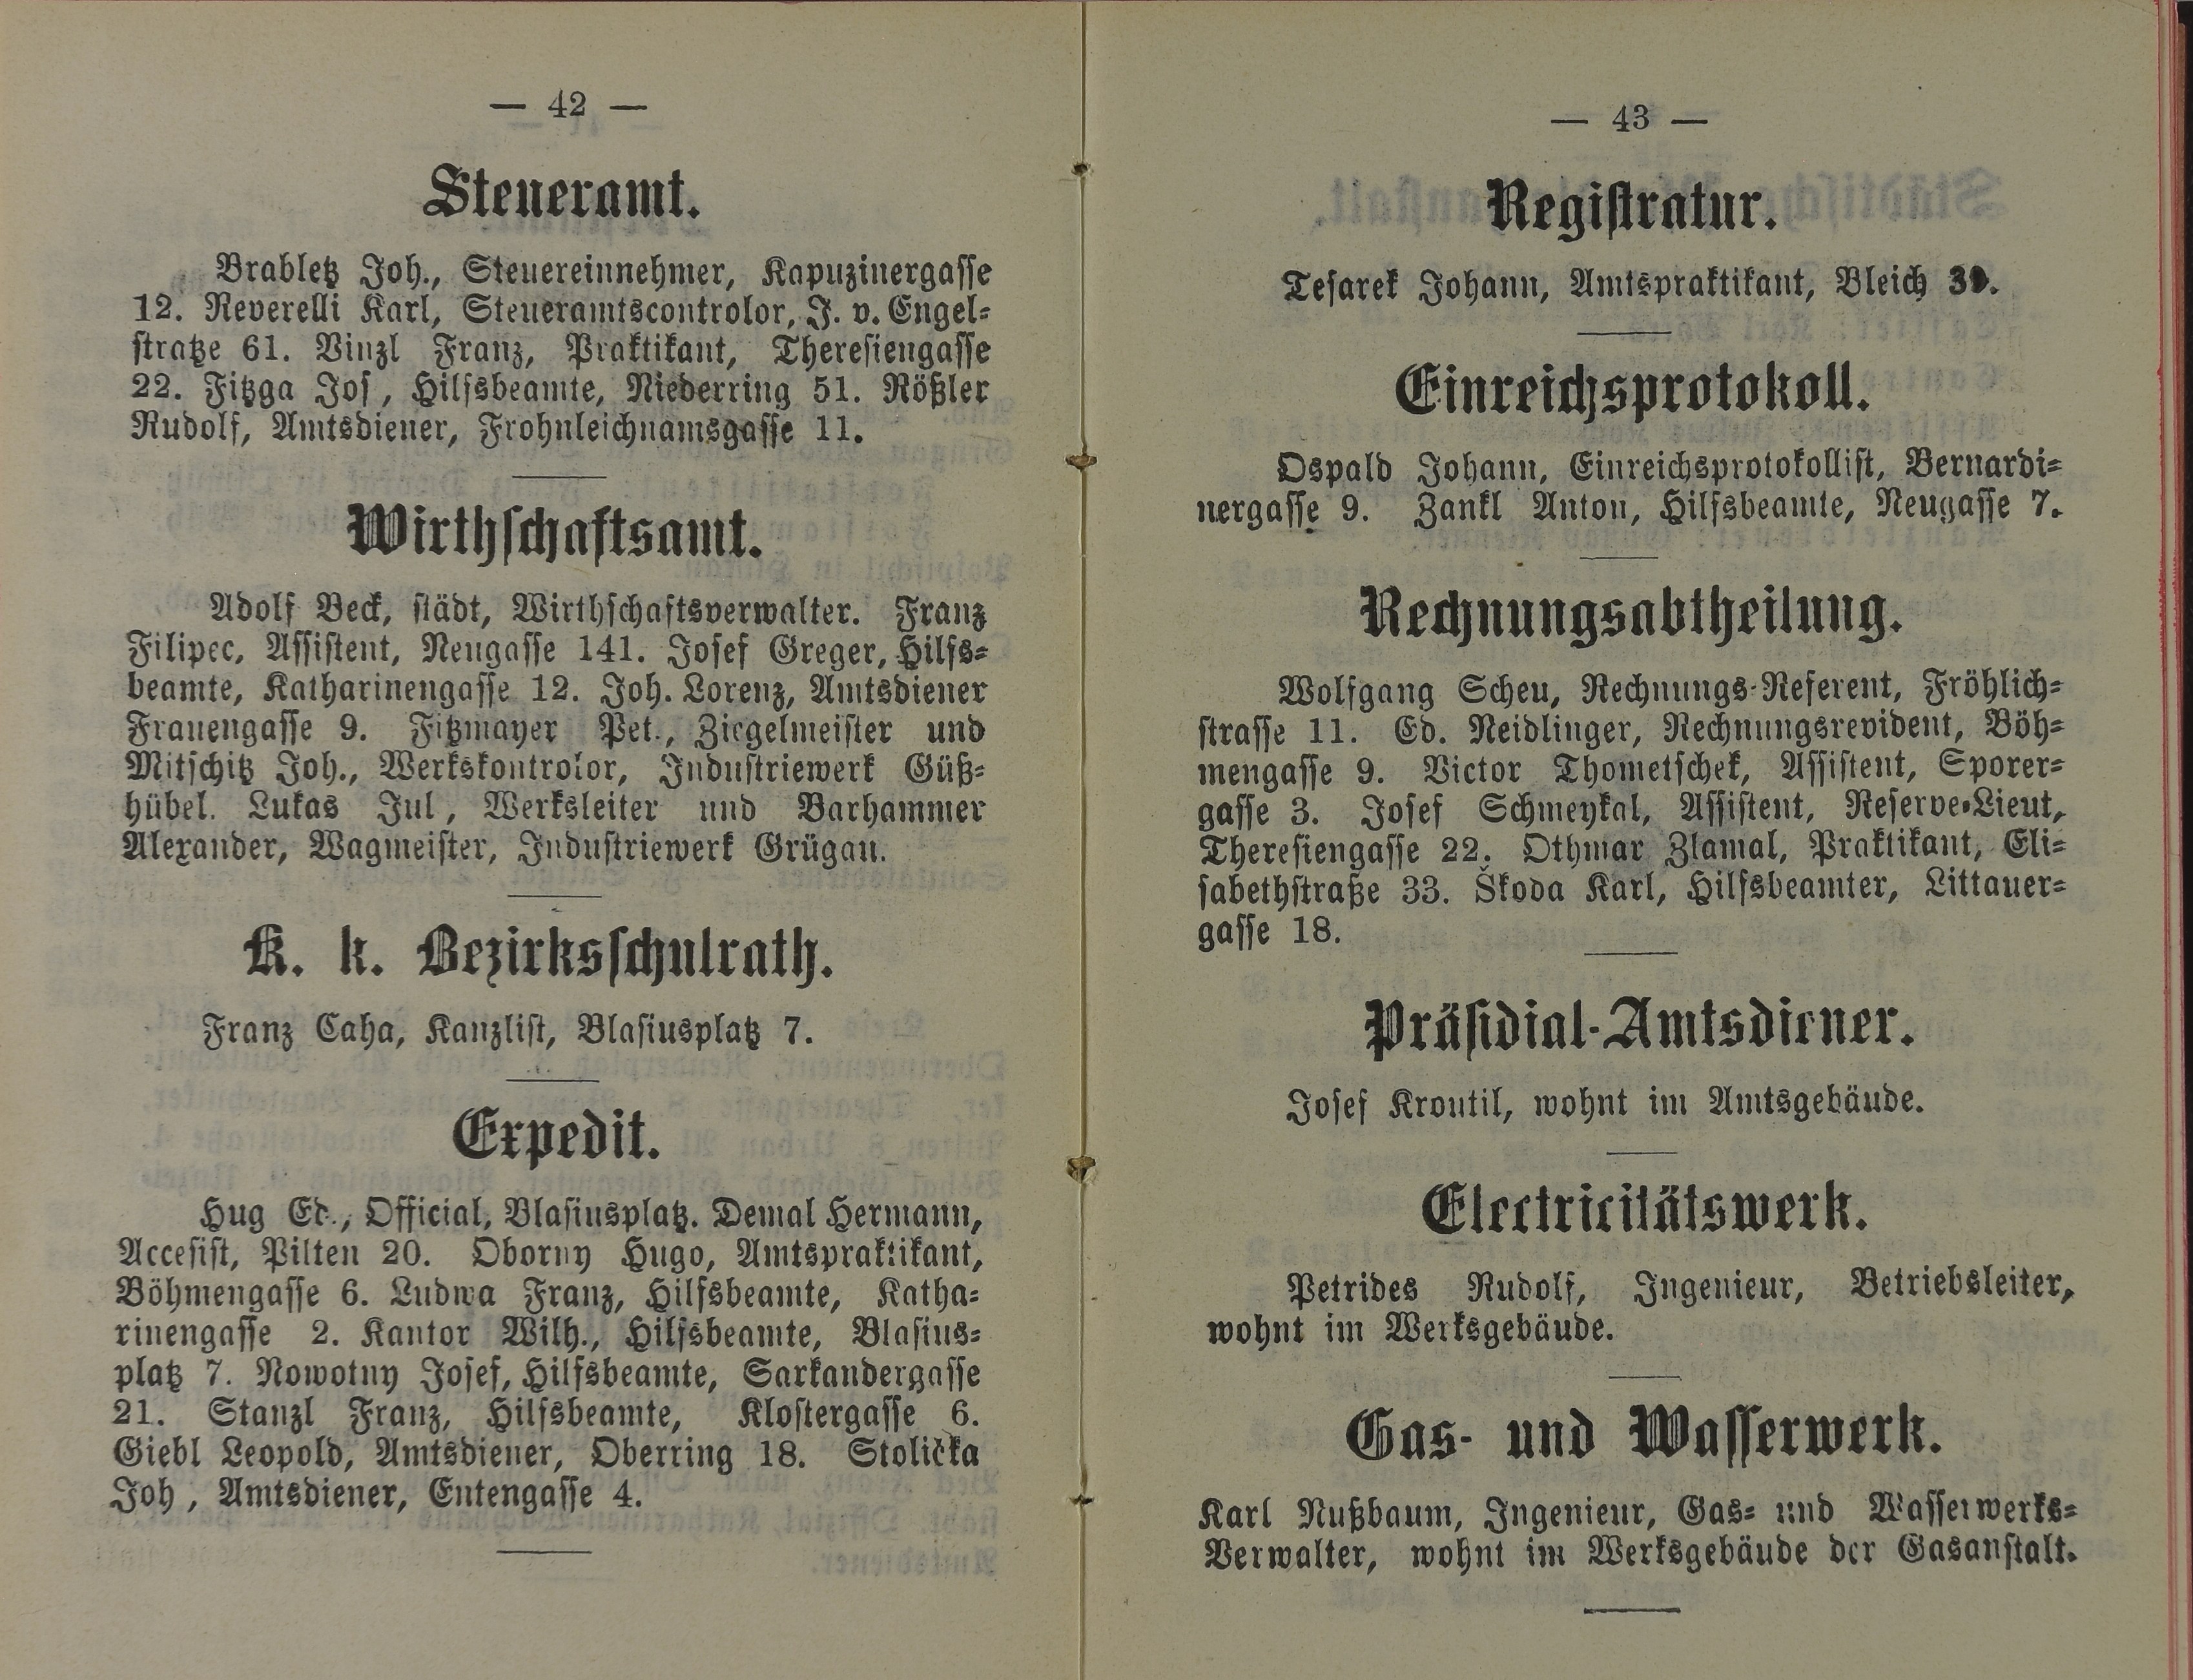 — 42 —
Steueramt.
Brabletz Joh., Steuereinnehmer, Kapuzinergasse
12. Reverelli Karl, Steueramtscontrolor, J. v. Engel-
stratze 61. Vinzl Franz, Praktikant, Theresiengasse
22. Fitzga Jos, Hilfsbeamte, Niederring 51. Rößler
Rudolf, Amtsdiener, Frohnleichnamsgasse 11.
Wirthschaftsamt.
Adolf Beck, städt, Wirthschaftsverwalter. Franz
Filipec, Assistent, Neugasse 141. Josef Greger, Hilfs-
beamte, Katharinengasse 12. Joh. Lorenz, Amtsdiener
Frauengasse 9. Fitzmayer Pet., Ziegelmeister und
Mitschitz Joh., Werkskontrolor, Industriewerk Güß-
hübel. Lukas Jul, Werksleiter und Barhammer
Alexander, Wagmeister, Industriewerk Grügau.
K. k. Bezirksschulrath.
Franz Caha, Kanzlist, Blasiusplatz 7.
Expedit.
Hug Ed., Official, Blasiusplatz. Demal Hermann,
Accesist, Pilten 20. Oborny Hugo, Amtspraktikant,
Böhmengasse 6. Ludwa Franz, Hilfsbeamte, Katha-
rinengasse 2. Kantor Wilh., Hilfsbeamte, Blasius-
platz 7. Nowotny Josef, Hilfsbeamte, Sarkandergasse
21. Stanzl Franz, Hilfsbeamte, Klostergasse 6.
Giebl Leopold, Amtsdiener, Oberring 18. Stolička
Joh, Amtsdiener, Entengasse 4.
— 43 —
Registratur.
Tesarek Johann, Amtspraktikant, Bleich
Einreichsprotokoll.
Ospald Johann, Einreichsprotokollist, Bernardi-
nergasse 9. Zankl Anton, Hilfsbeamte, Neugasse 7.
Rechnungsabtheilung.
Wolfgang Scheu, Rechnungs-Referent, Fröhlich-
strasse 11. Ed. Neidlinger, Rechnungsrevident, Böh-
mengasse 9. Victor Thometschek, Assistent, Sporer-
gasse 3. Josef Schmeykal, Assistent, Reserve-Lieut,
Theresiengasse 22. Othmar Zlamal, Praktikant, Eli-
sabethstraße 33. Škoda Karl, Hilfsbeamter, Littauer-
gasse 18.
Präsidial-Amtsdiener.
Josef Kroutil, wohnt im Amtsgebäude.
Electricitätswerk.
Petrides Rudolf, Ingenieur, Betriebsleiter,
wohnt im Werksgebäude.
Gas- und Wasserwerk.
Karl Nußbaum, Ingenieur, Gas- und Wasserwerks-
Verwalter, wohnt im Werksgebäude der Gasanstalt.